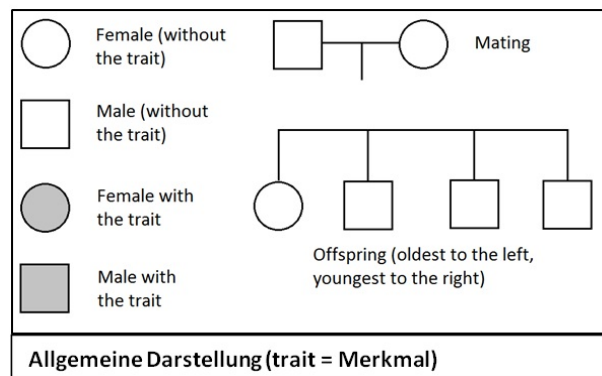 Female (without
the trait)
Mating
Male (without
the trait)
Female with
the trait
Offspring (oldest to the left,
youngest to the right)
Male with
the trait
Allgemeine Darstellung (trait = Merkmal)